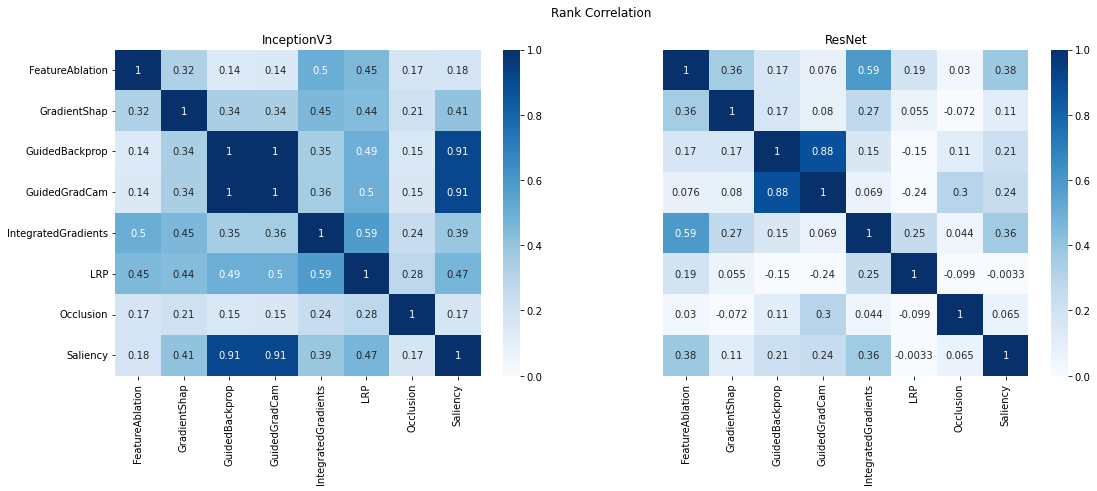 Rank Correlation
InceptionV3
FeatureAblation 1 0.32 0.14 0.14 0.5 0.45 0.17 0.18
GradientShap 0.32 1 0.34 0.34 0.45 0.44 0.21 0.41
GuidedBackprop 0.14 0.34 1 1 0.35 0.49 0.15 0.91
GuidedGradCam 0.14 0.34 1 1 0.36 0.5 0.15 0.91
IntegratedGradients 0.5 0.45 0.35 0.36 1 0.59 0.24 0.39
LRP 0.45 0.44 0.49 0.5 0.59 1 0.28 0.47
Occlusion 0.17 0.21 0.15 0.15 0.24 0.28 1 0.17
Saliency 0.18 0.41 0.91 0.91 0.39 0.47 0.17 1
FeatureAblation
GradientShap
GuidedBackprop
GuidedGradCam
IntegratedGradients
LRP
Occlusion
Saliency
1.0
0.8
0.6
0.4
0.2
0.0
ResNet
1 0.36 0.17 0.076 0.59 0.19 0.03 0.38
0.36 1 0.17 0.08 0.27 0.055 -0.072 0.11
0.17 0.17 1 0.88 0.15 -0.15 0.11 0.21
0.076 0.08 0.88 1 0.069 -0.24 0.3 0.24
0.59 0.27 0.15 0.069 1 0.25 0.044 0.36
0.19 0.055 -0.15 -0.24 0.25 1 -0.099 -0.0033
0.03 -0.072 0.11 0.3 0.044 -0.099 1 0.065
0.38 0.11 0.21 0.24 0.36 -0.0033 0.065 1
FeatureAblation
GradientShap
GuidedBackprop
GuidedGradCam
IntegratedGradients
LRP
Occlusion
Saliency
1.0
0.8
0.6
0.4
0.2
0.0